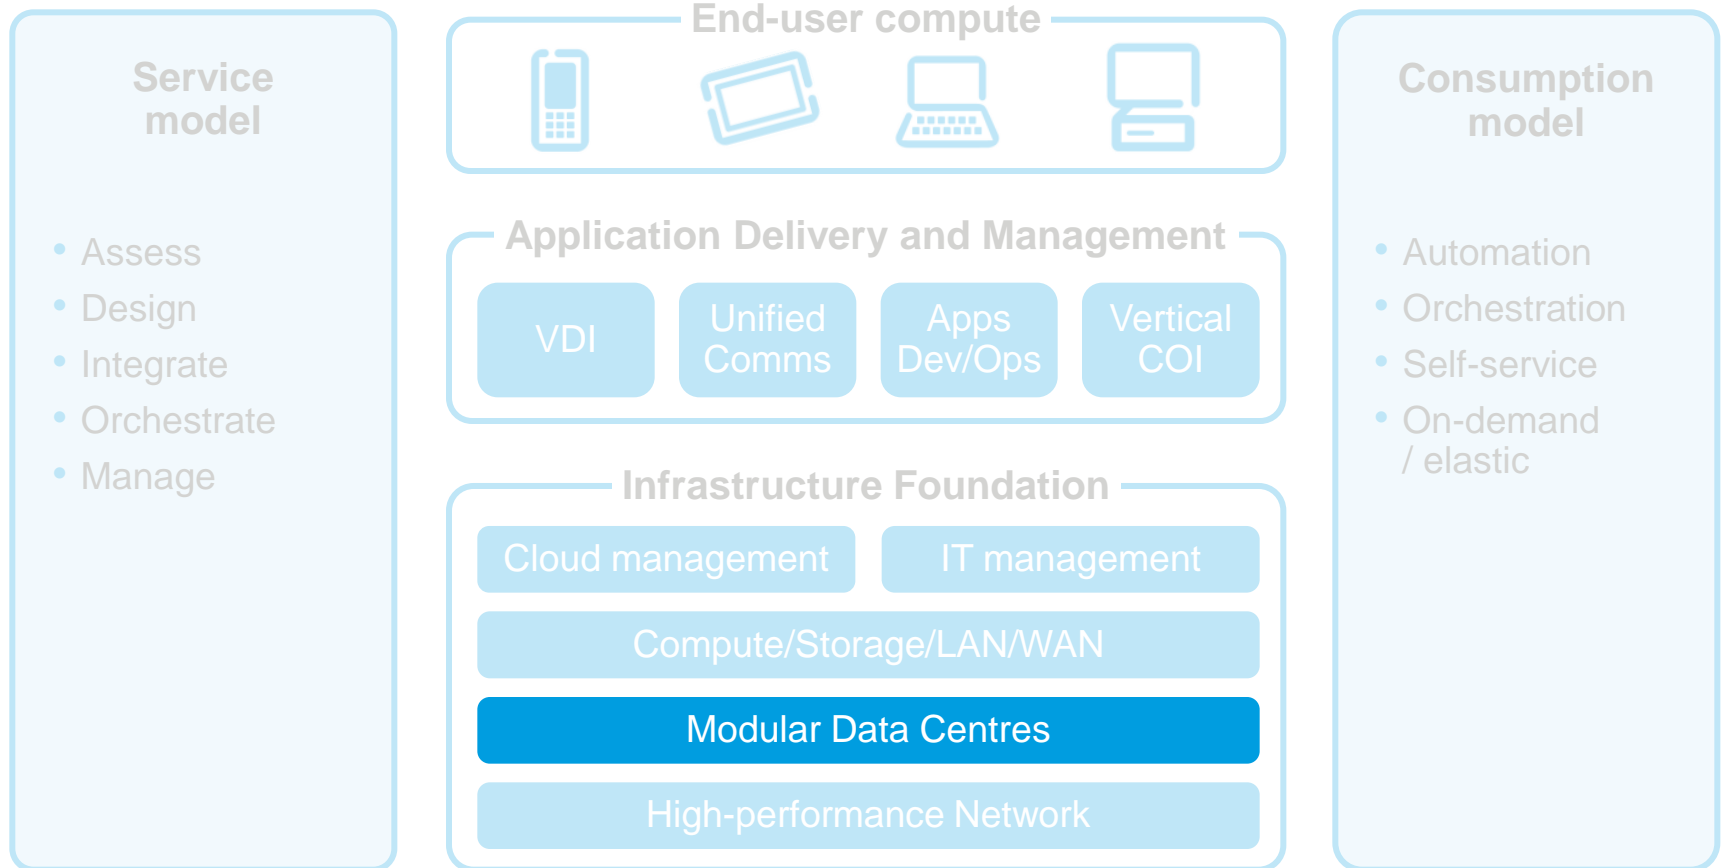 Service
model
• Assess
• Design
• Integrate
• Orchestrate
• Manage
End-user compute
Application Delivery and Management
VDI
Unified
Comms
Apps
Dev/Ops
Vertical
COI
Infrastructure Foundation
Cloud management
IT management
Compute/Storage/LAN/WAN
Modular Data Centres
High-performance Network
Consumption
model
• Automation
• Orchestration
• Self-service
• On-demand
/ elastic